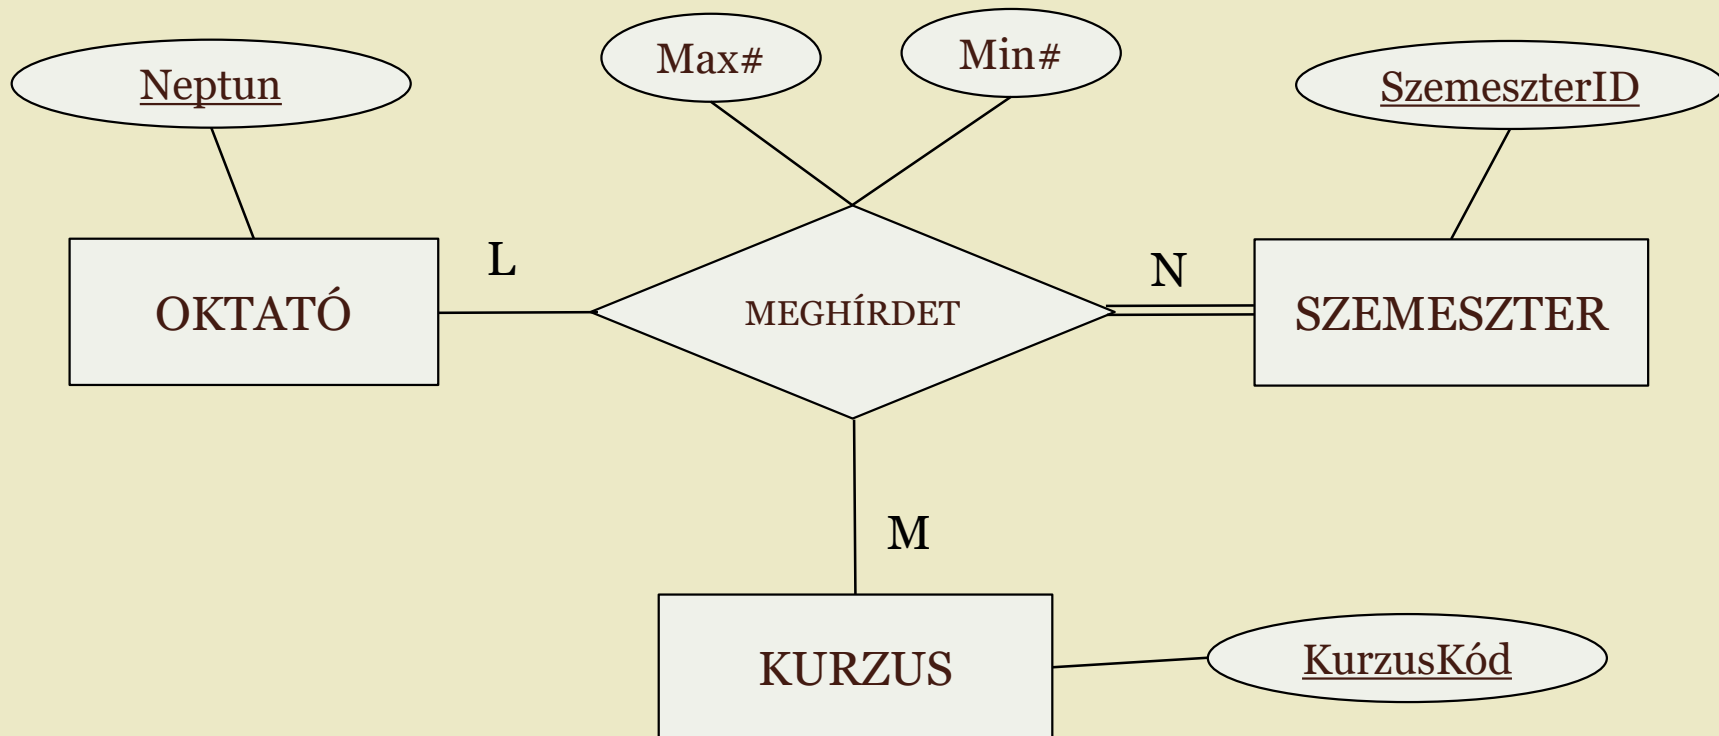 Neptun
Max#
Min#
SzemeszterID
L
N
OKTATÓ
MEGHÍRDET
SZEMESZTER
M
KURZUS
KurzusKód